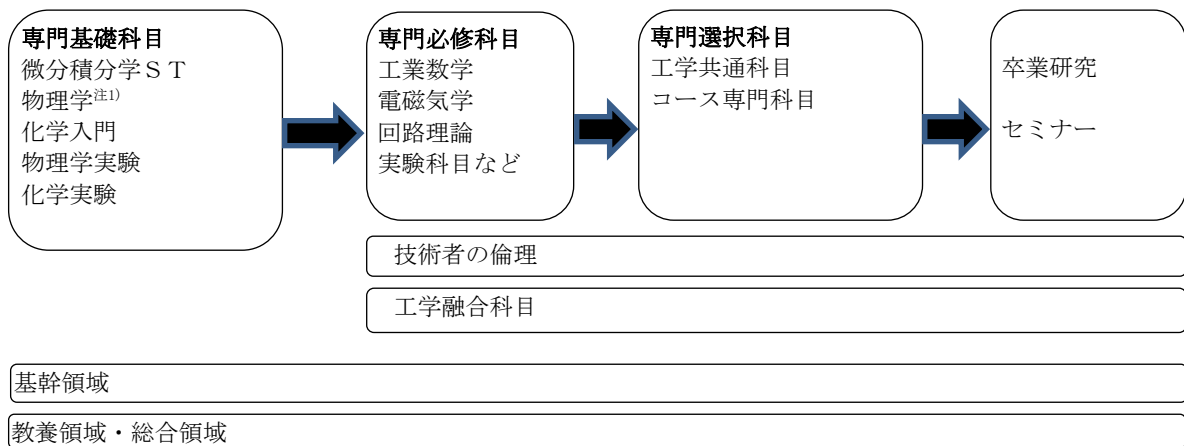 専門基礎科目
微分積分学ＳＴ
物理学注1)
化学入門
物理学実験
化学実験
専門必修科目
工業数学
電磁気学
回路理論
実験科目など
専門選択科目
工学共通科目
コース専門科目
卒業研究
セミナー
技術者の倫理
工学融合科目
基幹領域
教養領域・総合領域